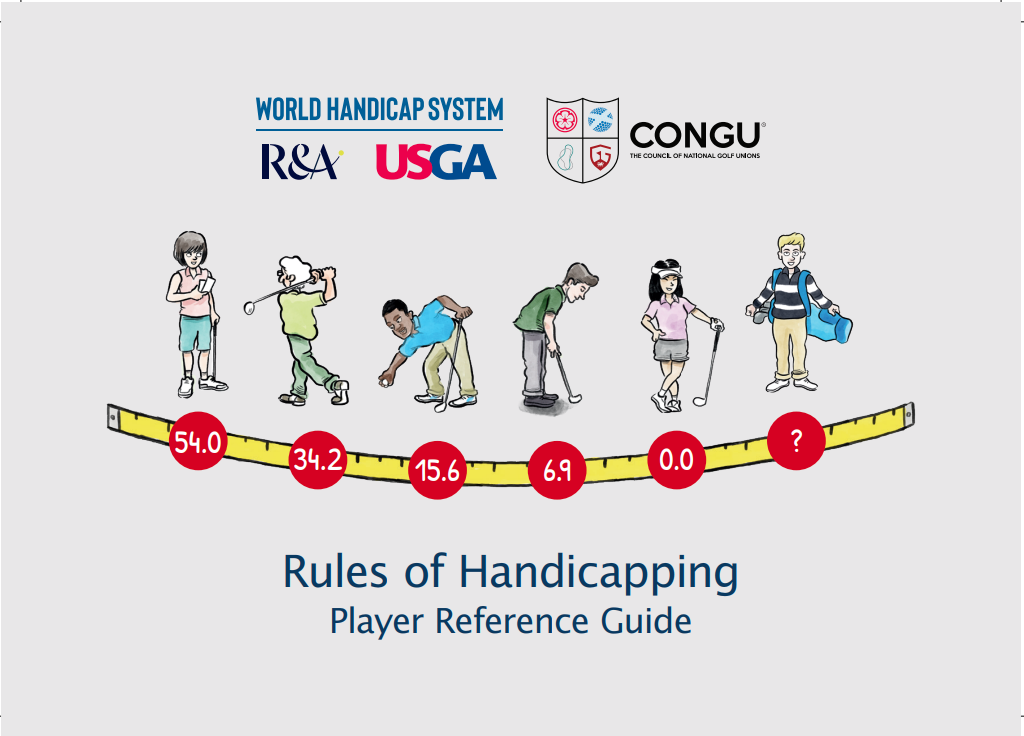 WORLD HANDICAP SYSTEM
R&A USGA
CONGU®
THE COUNCIL OF NATIONAL GOLF UNIONS
54.0
34.2
15.6
6.9
0.0
?
Rules of Handicapping
Player Reference Guide